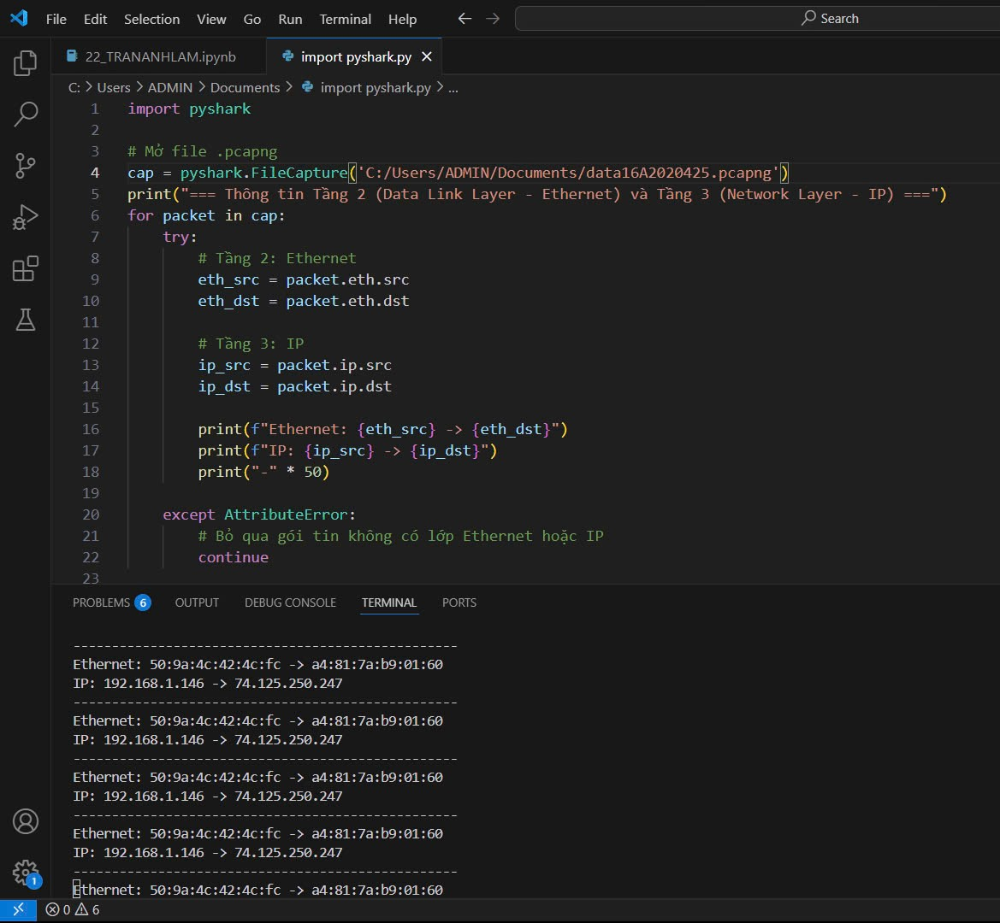 File Edit Selection View Go Run Terminal Help
Search
22_TRANANHLAM.ipynb
import pyshark.py
C: > Users > ADMIN > Documents > import pyshark.py > ...
1 import pyshark
2
3 # Mở file .pcapng
4 cap = pyshark.FileCapture('C:/Users/ADMIN/Documents/data16A2020425.pcapng')
5 print("=== Thông tin Tầng 2 (Data Link Layer - Ethernet) và Tầng 3 (Network Layer - IP) ===")
6 for packet in cap:
7     try:
8         # Tầng 2: Ethernet
9         eth_src = packet.eth.src
10         eth_dst = packet.eth.dst
11
12         # Tầng 3: IP
13         ip_src = packet.ip.src
14         ip_dst = packet.ip.dst
15
16         print(f"Ethernet: {eth_src} -> {eth_dst}")
17         print(f"IP: {ip_src} -> {ip_dst}")
18         print("-" * 50)
19
20     except AttributeError:
21         # Bỏ qua gói tin không có lớp Ethernet hoặc IP
22         continue
23
PROBLEMS 6 OUTPUT DEBUG CONSOLE TERMINAL PORTS
--------------------------------------------------
Ethernet: 50:9a:4c:42:4c:fc -> a4:81:7a:b9:01:60
IP: 192.168.1.146 -> 74.125.250.247
--------------------------------------------------
Ethernet: 50:9a:4c:42:4c:fc -> a4:81:7a:b9:01:60
IP: 192.168.1.146 -> 74.125.250.247
--------------------------------------------------
Ethernet: 50:9a:4c:42:4c:fc -> a4:81:7a:b9:01:60
IP: 192.168.1.146 -> 74.125.250.247
--------------------------------------------------
Ethernet: 50:9a:4c:42:4c:fc -> a4:81:7a:b9:01:60
IP: 192.168.1.146 -> 74.125.250.247
--------------------------------------------------
Ethernet: 50:9a:4c:42:4c:fc -> a4:81:7a:b9:01:60
1
0 6